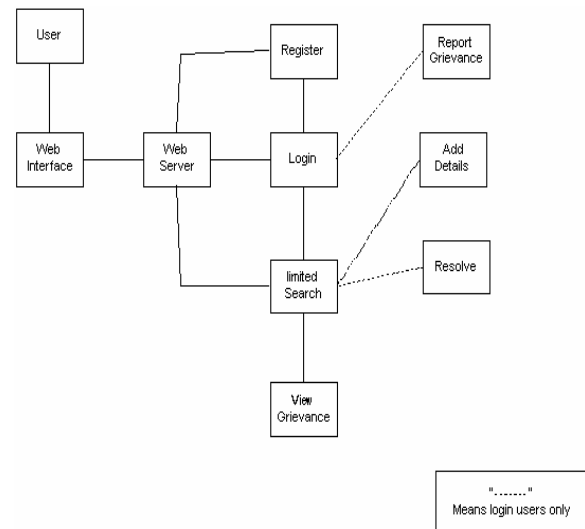 User
Register
Report
Grievance
Web
Interface
Web
Server
Login
Add
Details
limited
Search
Resolve
View
Grievance
"......."
Means login users only